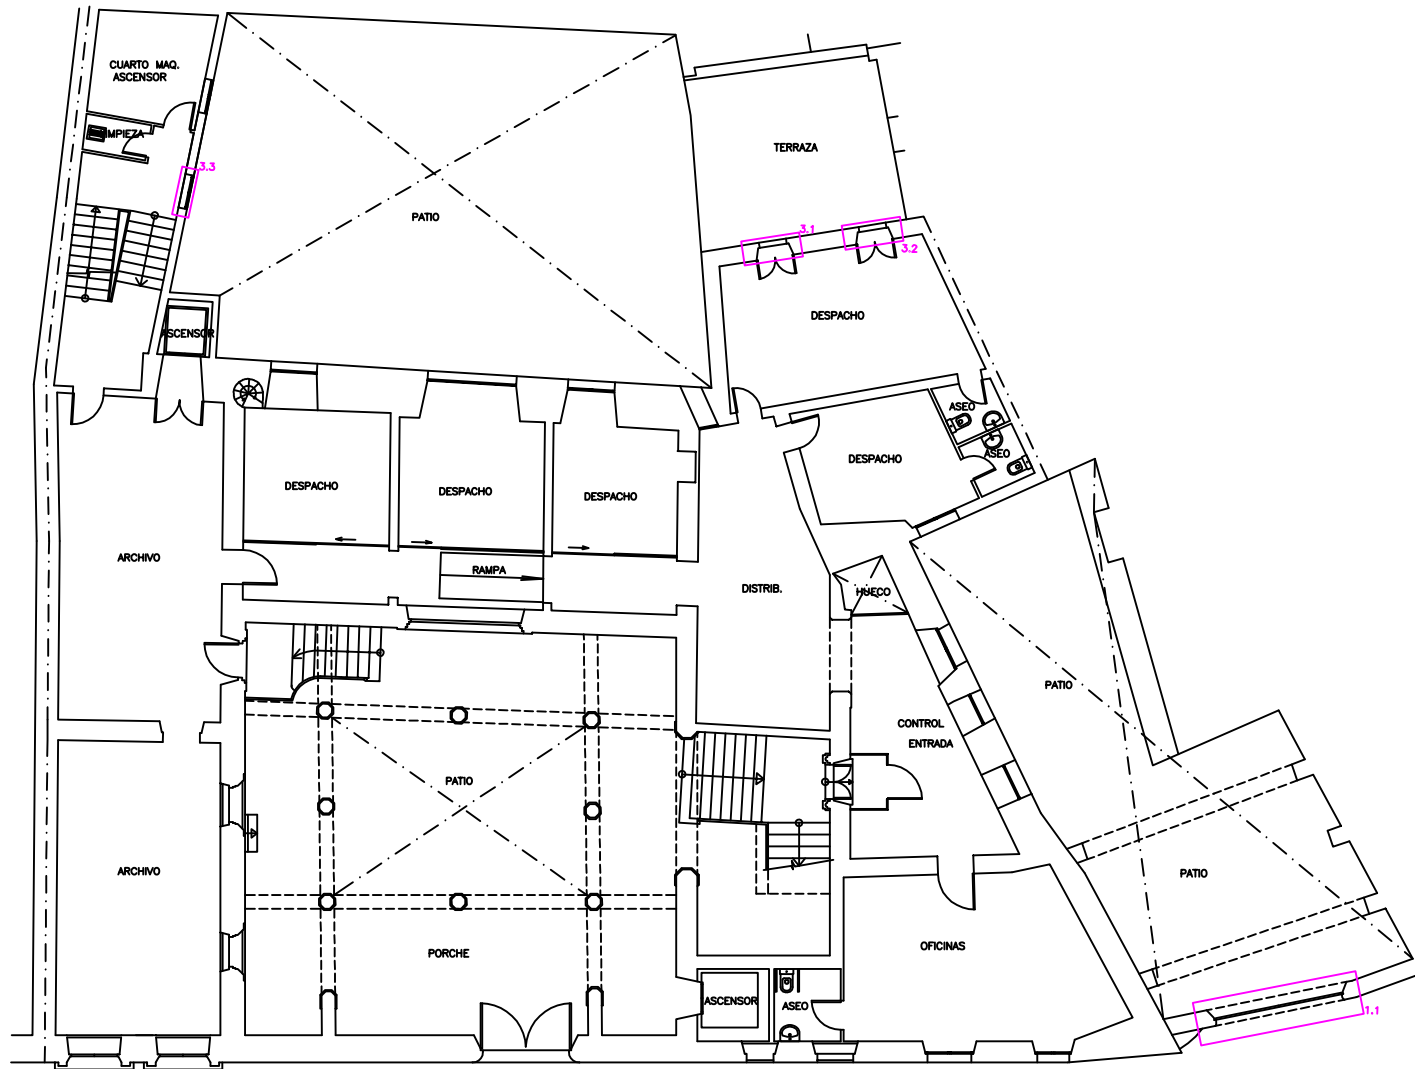 CUARTO MAQ.
ASCENSOR
LIMPIEZA
3.3
TERRAZA
PATIO
3.1
3.2
DESPACHO
ASCENSOR
ASEO
ASEO
DESPACHO
DESPACHO
DESPACHO
DESPACHO
ARCHIVO
RAMPA
DISTRIB.
HUECO
PATIO
CONTROL
ENTRADA
PATIO
ARCHIVO
PATIO
PORCHE
OFICINAS
ASCENSOR
ASEO
1.1